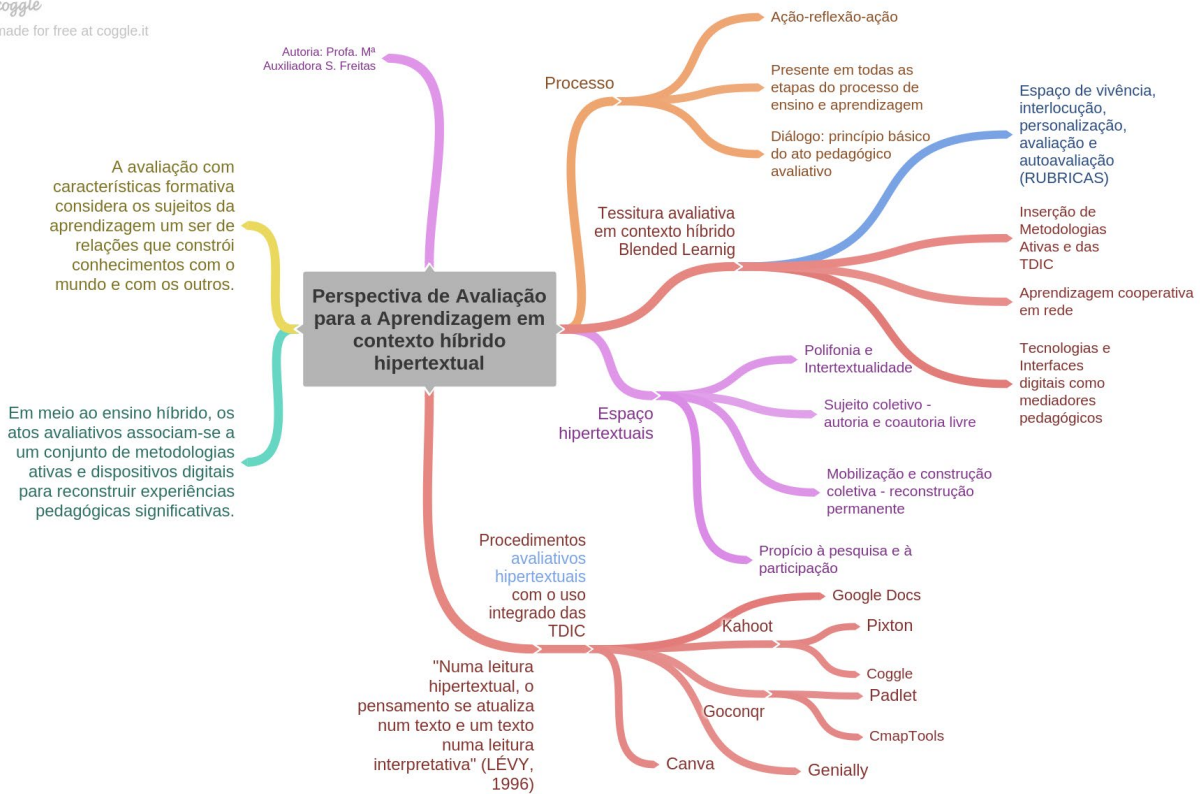 coggle
made for free at coggle.it
Autoria: Profa. Mª
Auxiliadora S. Freitas
A avaliação com
características formativa
considera os sujeitos da
aprendizagem um ser de
relações que constrói
conhecimentos com o
mundo e com os outros.
Em meio ao ensino híbrido, os
atos avaliativos associam-se a
um conjunto de metodologias
ativas e dispositivos digitais
para reconstruir experiências
pedagógicas significativas.
Perspectiva de Avaliação
para a Aprendizagem em
contexto híbrido
hipertextual
Processo
Ação-reflexão-ação
Presente em todas as
etapas do processo de
ensino e aprendizagem
Diálogo: princípio básico
do ato pedagógico
avaliativo
Tessitura avaliativa
em contexto híbrido
Blended Learnig
Espaço de vivência,
interlocução,
personalização,
avaliação e
autoavaliação
(RUBRICAS)
Inserção de
Metodologias
Ativas e das
TDIC
Aprendizagem cooperativa
em rede
Tecnologias e
Interfaces
digitais como
mediadores
pedagógicos
Espaço
hipertextuais
Polifonia e
Intertextualidade
Sujeito coletivo -
autoria e coautoria livre
Mobilização e construção
coletiva - reconstrução
permanente
Propício à pesquisa e à
participação
Procedimentos
avaliativos
hipertextuais
com o uso
integrado das
TDIC
"Numa leitura
hipertextual, o
pensamento se atualiza
num texto e um texto
numa leitura
interpretativa" (LÉVY,
1996)
Google Docs
Kahoot
Pixton
Coggle
Goconqr
Padlet
CmapTools
Canva
Genially